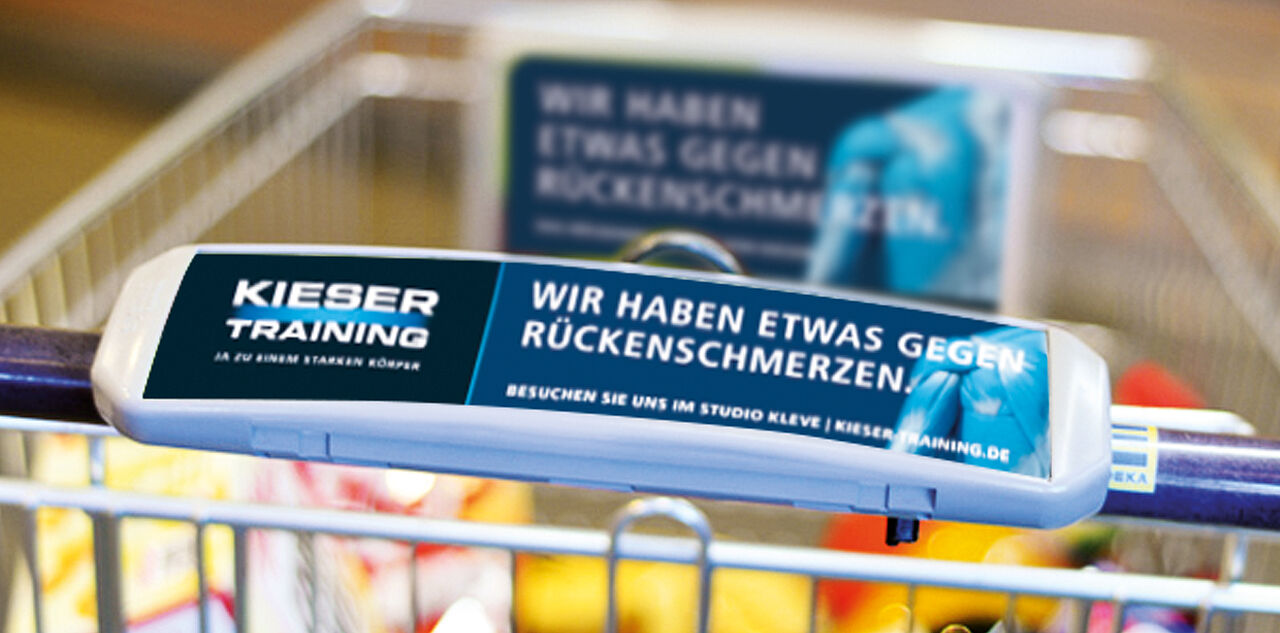 WIR HABEN
ETWAS GEGEN
RÜCKENSCHMERZEN.
KIESER
TRAINING
JA ZU EINEM STARKEN KÖRPER
WIR HABEN ETWAS GEGEN
RÜCKENSCHMERZEN.
BESUCHEN SIE UNS IM STUDIO KLEVE | KIESER-TRAINING.DE